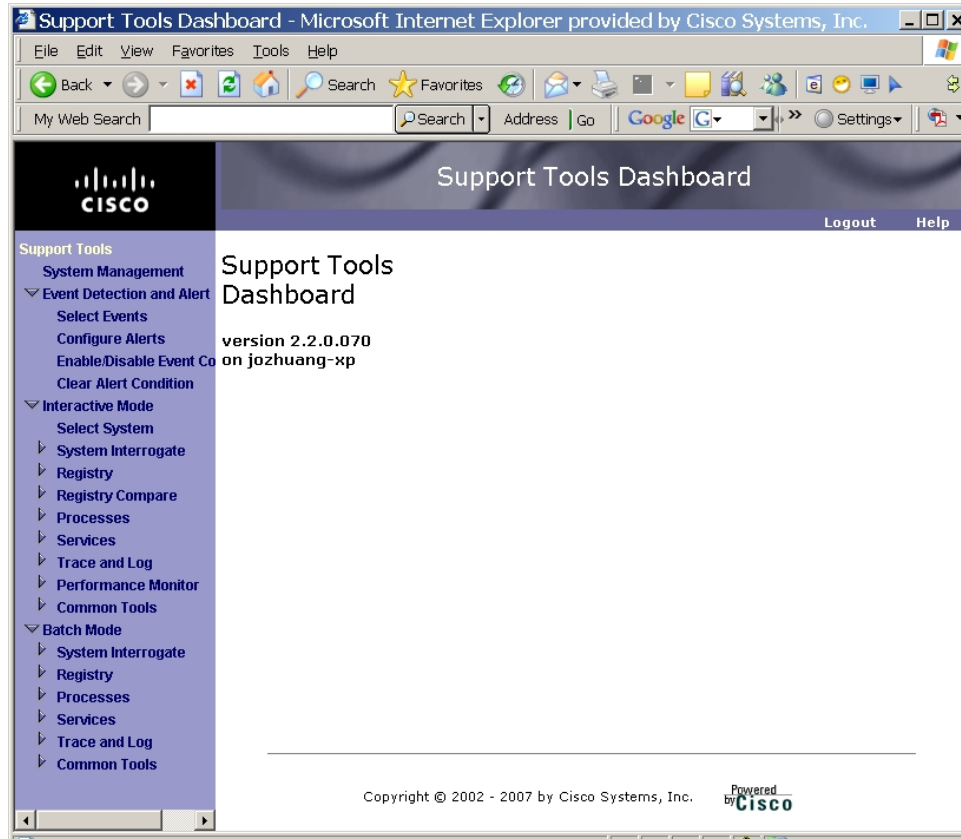 Support Tools Dashboard - Microsoft Internet Explorer provided by Cisco Systems, Inc.
File Edit View Favorites Tools Help
Back Search Favorites
My Web Search Search Address Go Google G Settings
CISCO
Support Tools Dashboard
Logout Help
Support Tools
System Management
Event Detection and Alert
Select Events
Configure Alerts
Enable/Disable Event Co
Clear Alert Condition
Interactive Mode
Select System
System Interrogate
Registry
Registry Compare
Processes
Services
Trace and Log
Performance Monitor
Common Tools
Batch Mode
System Interrogate
Registry
Processes
Services
Trace and Log
Common Tools
Support Tools
Dashboard
version 2.2.0.070
on jozhuang-xp
Copyright © 2002 - 2007 by Cisco Systems, Inc.
Powered
by Cisco